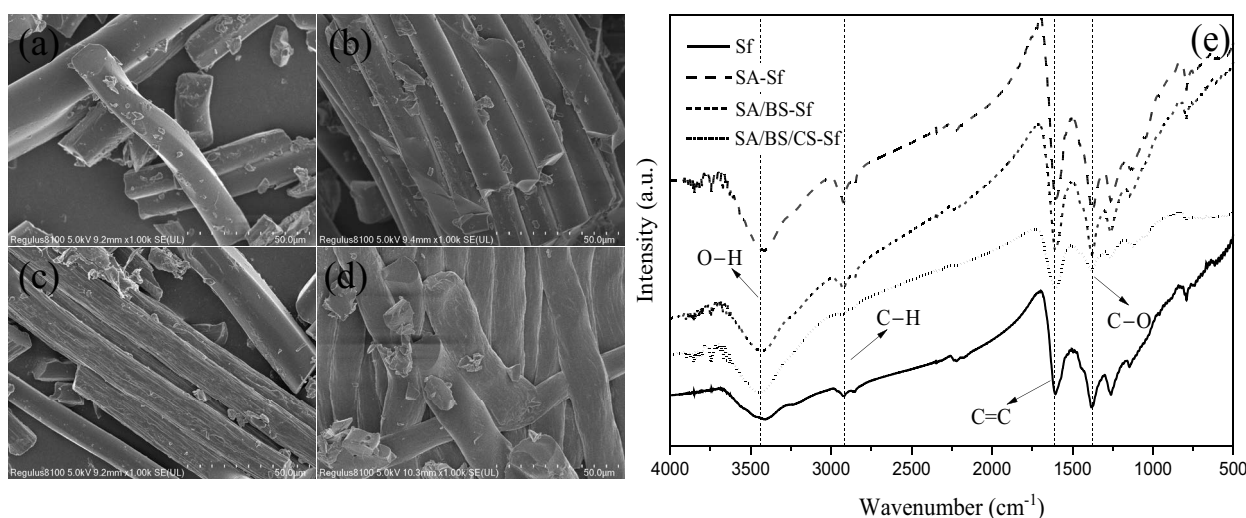 (a)
Regulus8100 5.0kV 9.2mm x1.00k SE(UL) 50.0µm
(b)
Regulus8100 5.0kV 9.4mm x1.00k SE(UL) 50.0µm
(c)
Regulus8100 5.0kV 9.2mm x1.00k SE(UL) 50.0µm
(d)
Regulus8100 5.0kV 10.3mm x1.00k SE(UL) 50.0µm
(e)
Sf
SA-Sf
SA/BS-Sf
SA/BS/CS-Sf
Intensity (a.u.)
O–H
C–H
C–O
C=C
4000 3500 3000 2500 2000 1500 1000 500
Wavenumber (cm⁻¹)